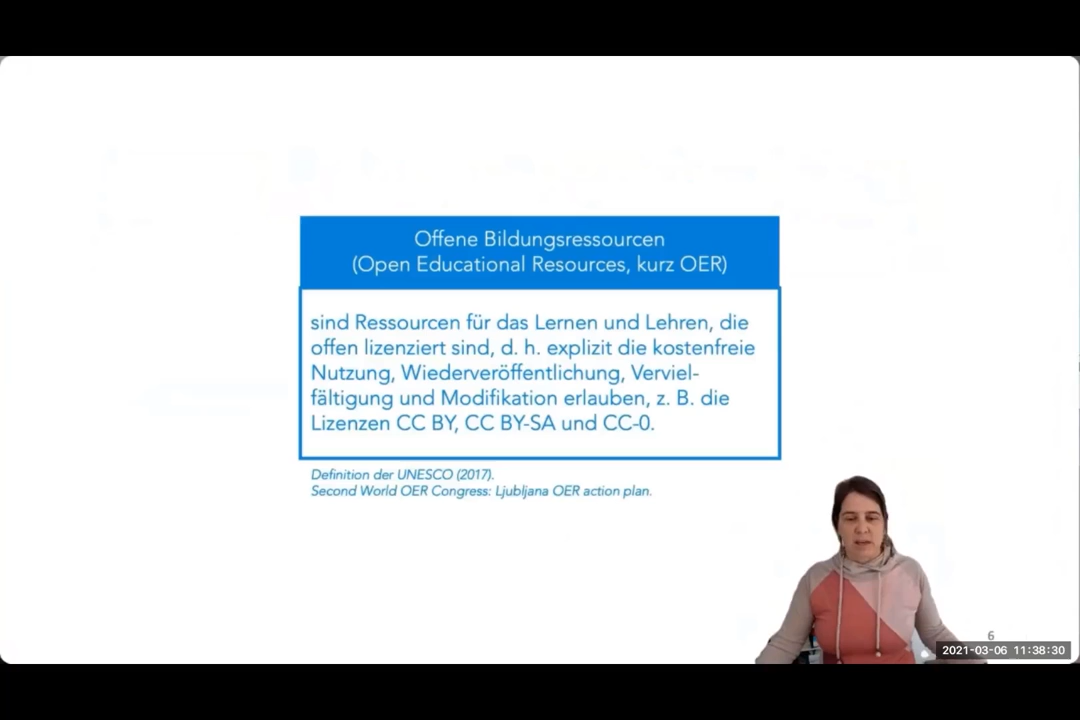 Offene Bildungsressourcen
(Open Educational Resources, kurz OER)
sind Ressourcen für das Lernen und Lehren, die
offen lizenziert sind, d. h. explizit die kostenfreie
Nutzung, Wiederveröffentlichung, Verviel-
fältigung und Modifikation erlauben, z. B. die
Lizenzen CC BY, CC BY-SA und CC-0.
Definition der UNESCO (2017).
Second World OER Congress: Ljubljana OER action plan.
6
2021-03-06 11:38:30